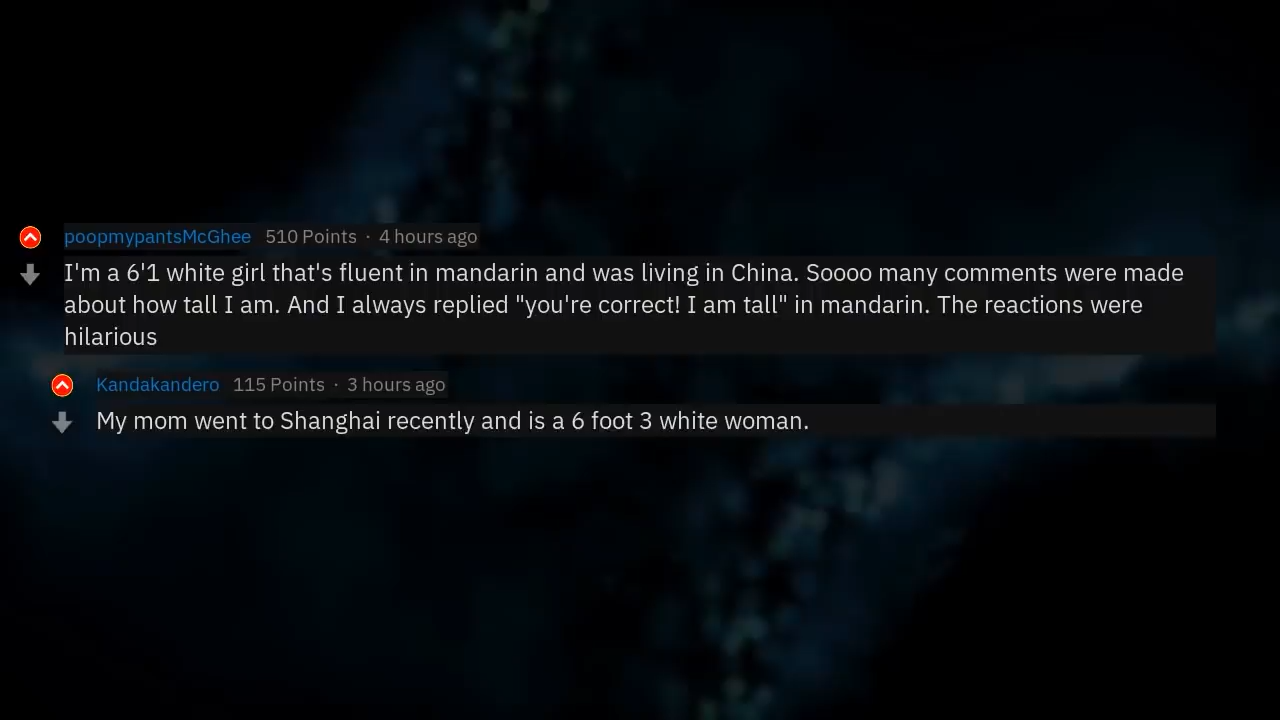 poopmypantsMcGhee 510 Points · 4 hours ago
I'm a 6'1 white girl that's fluent in mandarin and was living in China. Soooo many comments were made
about how tall I am. And I always replied "you're correct! I am tall" in mandarin. The reactions were
hilarious
Kandakandero 115 Points · 3 hours ago
My mom went to Shanghai recently and is a 6 foot 3 white woman.